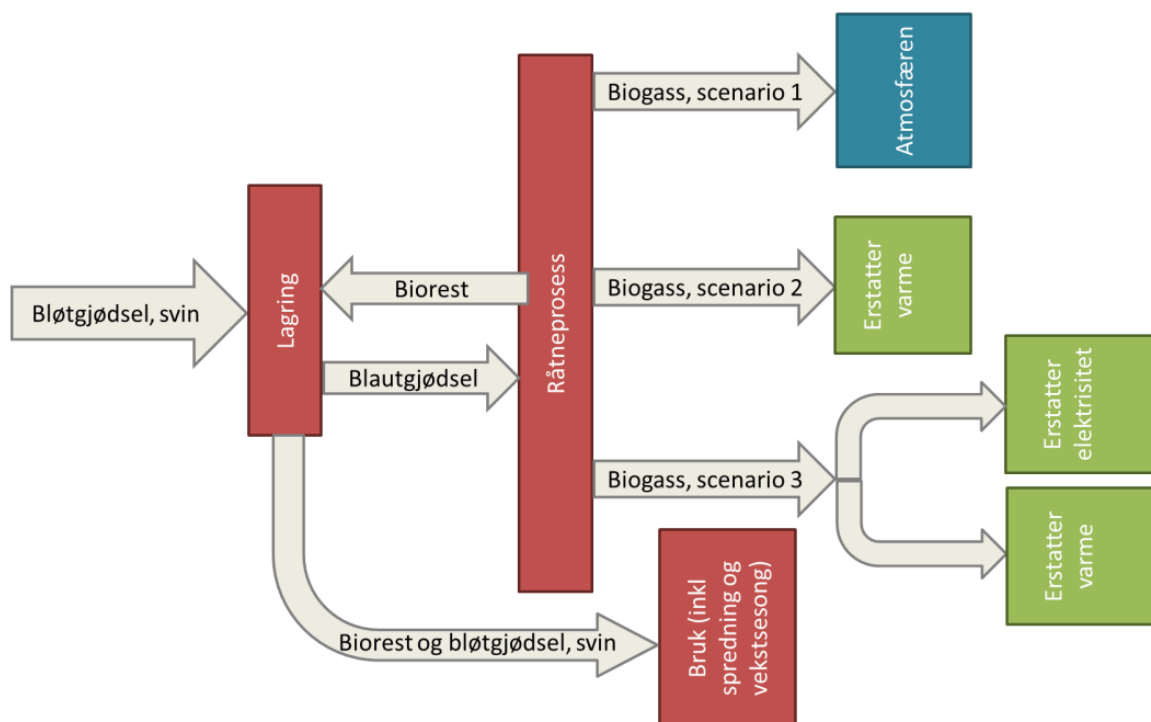 Biogass, scenario 1
Atmosfæren
Bløtgjødsel, svin
Lagring
Biorest
Blautgjødsel
Råtneprosess
Biogass, scenario 2
Erstatter
varme
Biogass, scenario 3
Erstatter
elektrisitet
Erstatter
varme
Biorest og bløtgjødsel, svin
Bruk (inkl
spredning og
vekstsesong)